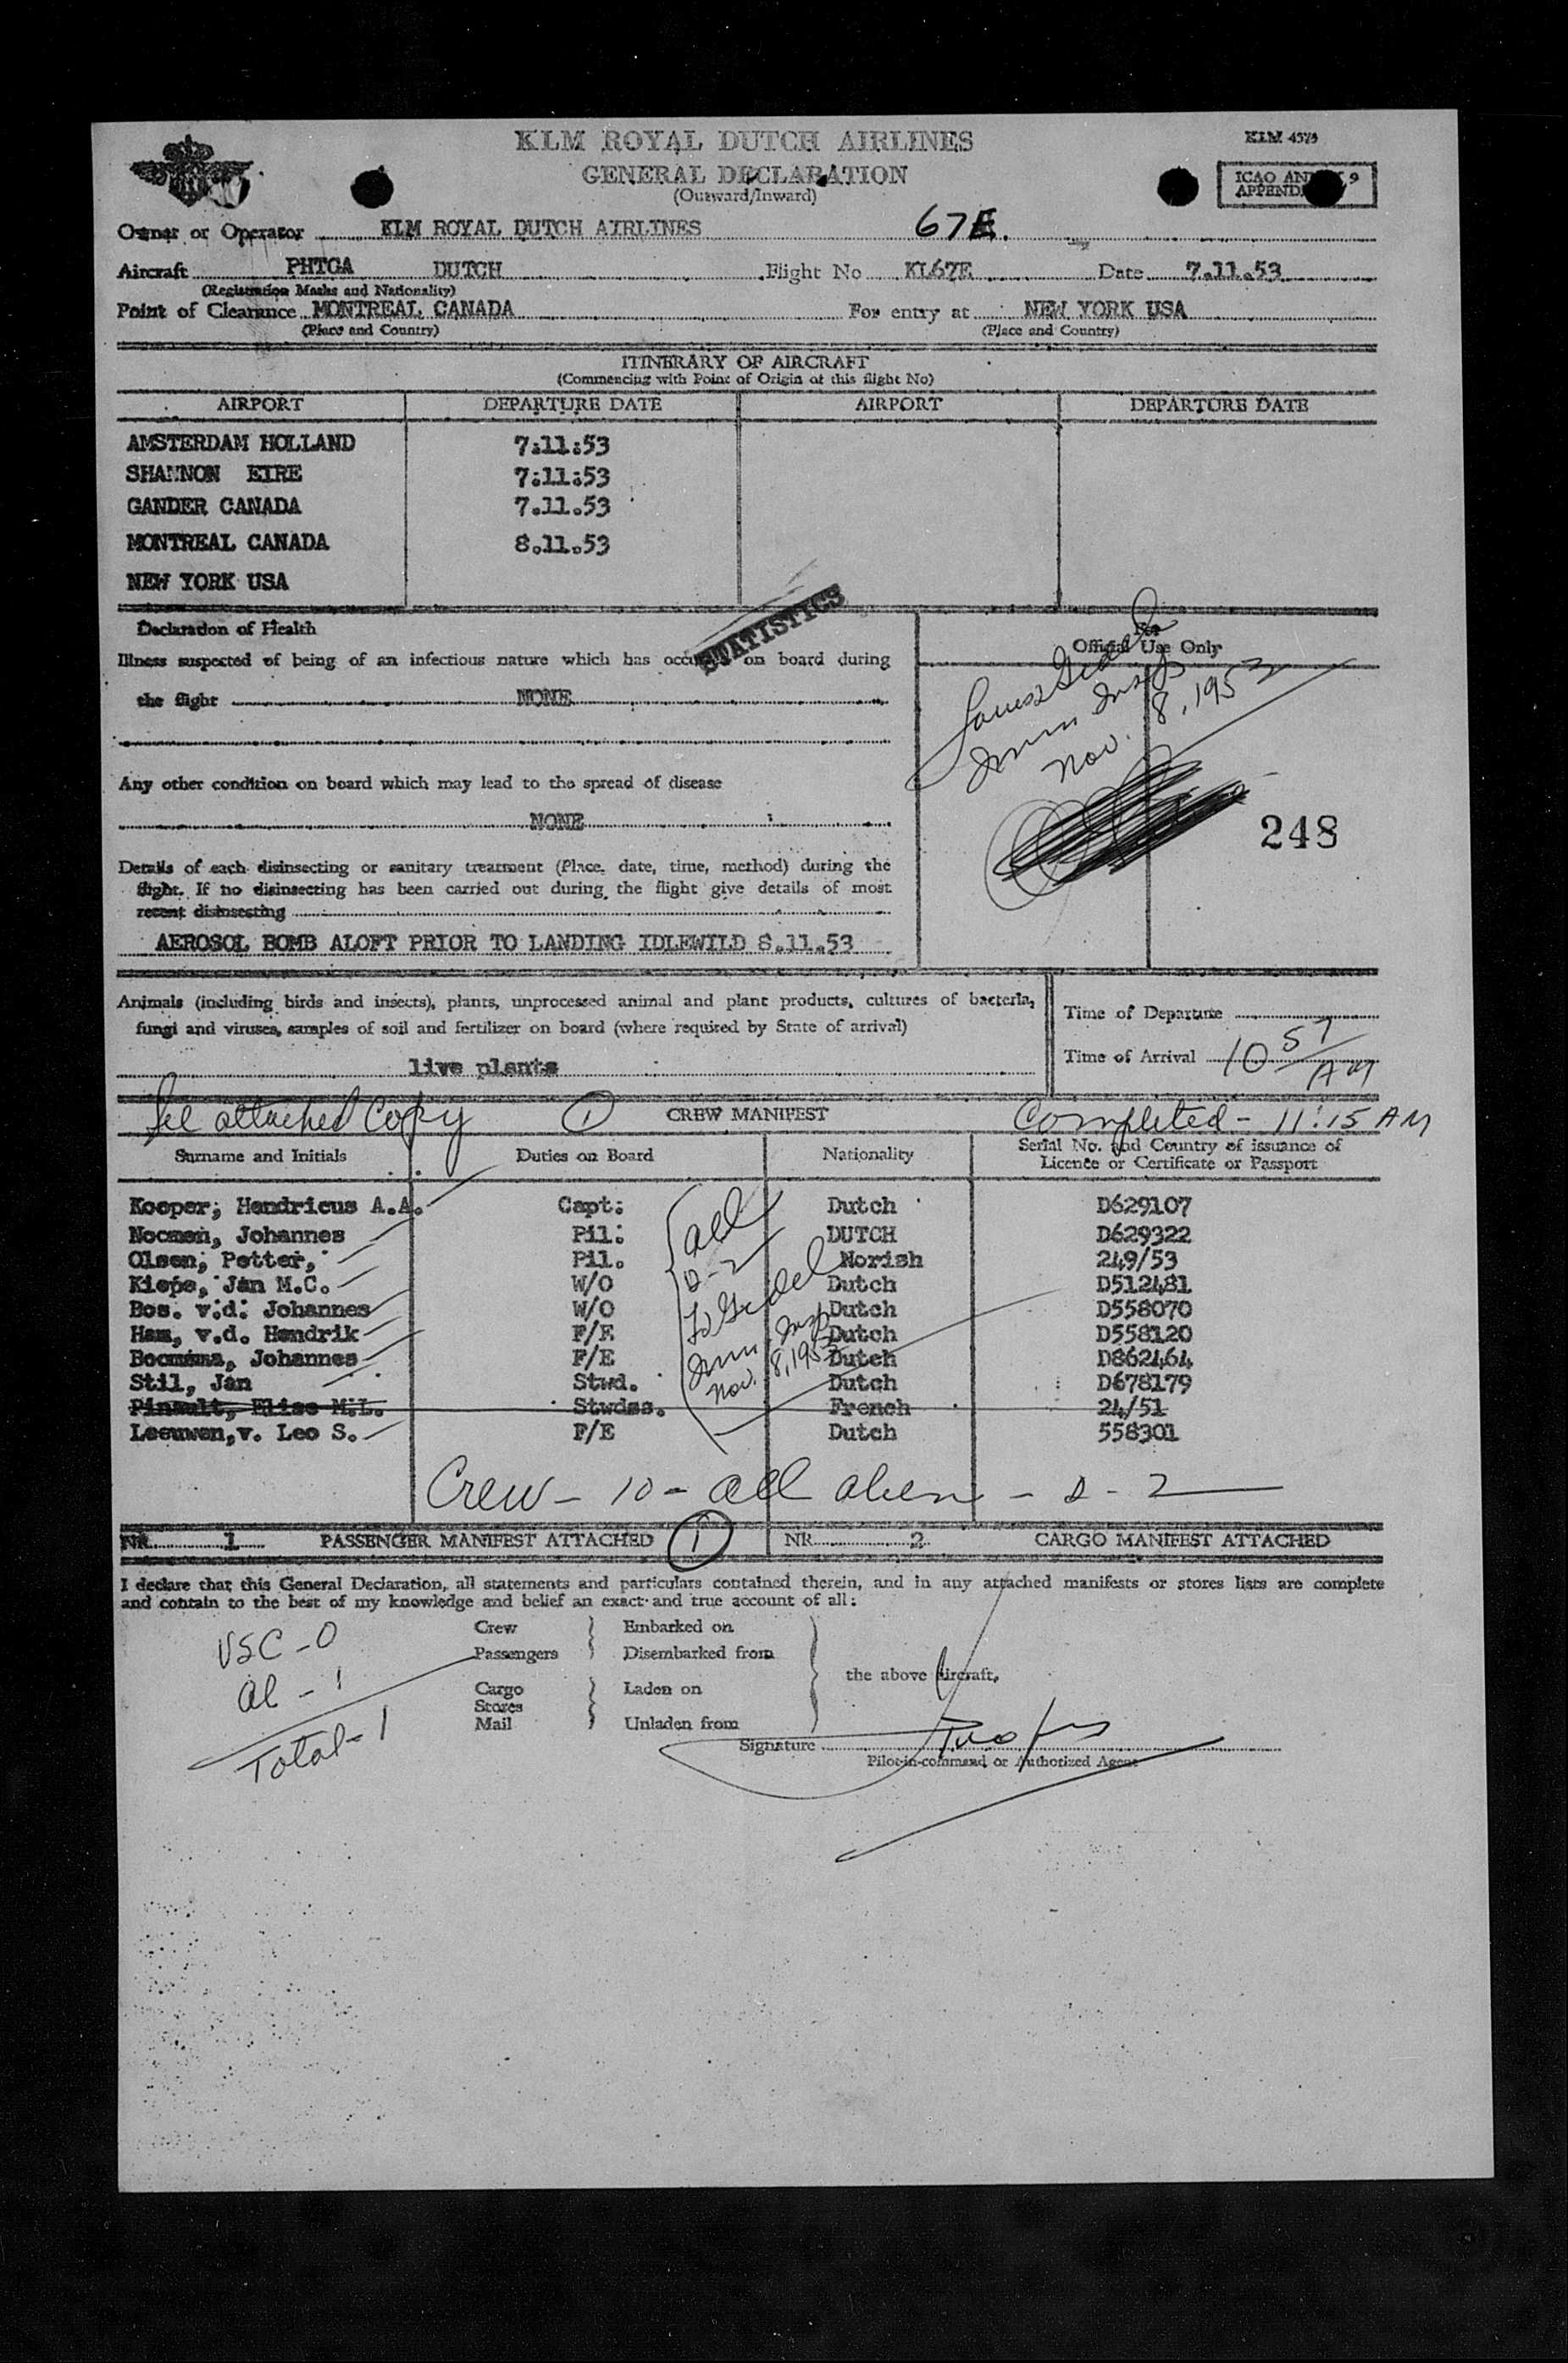 KLM ROYAL DUTCH AIRLINES
KLM 4375
GENERAL DECLARATION
(Outward/Inward)
ICAO 9
Owner or Operator KLM ROYAL DUTCH AIRLINES 67E.
Aircraft PHTGA DUTCH Flight No KL67E Date 7.11.53
(Registration Marks and Nationality)
Point of Clearance MONTREAL CANADA For entry at NEW YORK USA
(Place and Country) (Place and Country)
ITINERARY OF AIRCRAFT
(Commencing with Point of Origin of this flight No)
AIRPORT DEPARTURE DATE AIRPORT DEPARTURE DATE
AMSTERDAM HOLLAND 7:11:53
SHANNON EIRE 7:11:53
GANDER CANADA 7.11.53
MONTREAL CANADA 8.11.53
NEW YORK USA
STATISTICS
Declaration of Health
For
Official Use Only
Illness suspected of being of an infectious nature which has on board during
the flight NONE
Nov. 8, 1953
Any other condition on board which may lead to the spread of disease
NONE
248
Details of each disinsecting or sanitary treatment (Place, date, time, method) during the
flight. If no disinsecting has been carried out during the flight give details of most
recent disinsecting
AEROSOL BOMB ALOFT PRIOR TO LANDING IDLEWILD 8.11.53
Animals (including birds and insects), plants, unprocessed animal and plant products, cultures of bacteria,
fungi and viruses, samples of soil and fertilizer on board (where required by State of arrival)
live plants
Time of Departure
Time of Arrival 10 57 AM
See attached Copy 1 CREW MANIFEST Completed - 11:15 AM
Surname and Initials Duties on Board Nationality Serial No. and Country of issuance of
Licence or Certificate or Passport
Kooper; Hendricus A.A. Capt: Dutch D629107
Nocmen, Johannes Pil: DUTCH D629322
Olsen; Petter, Pil. Norish 249/53
Kieps, Jan M.C. W/O Dutch D512481
Bos. v.d. Johannes W/O Dutch D558070
Ham, v.d. Hendrik F/E Dutch D558120
Johannes F/E Dutch D862464
Stil, Jan Stwd. Dutch D678179
Pinault, Elise M.L. Stwdss. French 24/51
Leeuwen,v. Leo S. F/E Dutch 558301
all
D-2
Nov. 8, 1953
Crew - 10 - all aliens - D - 2
NR. 1 PASSENGER MANIFEST ATTACHED 1 NR. 2 CARGO MANIFEST ATTACHED
I declare that this General Declaration, all statements and particulars contained therein, and in any attached manifests or stores lists are complete
and contain to the best of my knowledge and belief an exact and true account of all:
USC - 0
Al - 1
Total - 1
Crew Embarked on
Passengers Disembarked from
the above aircraft.
Cargo Laden on
Stores
Mail Unladen from
Signature
Pilot-in-command or Authorized Agent